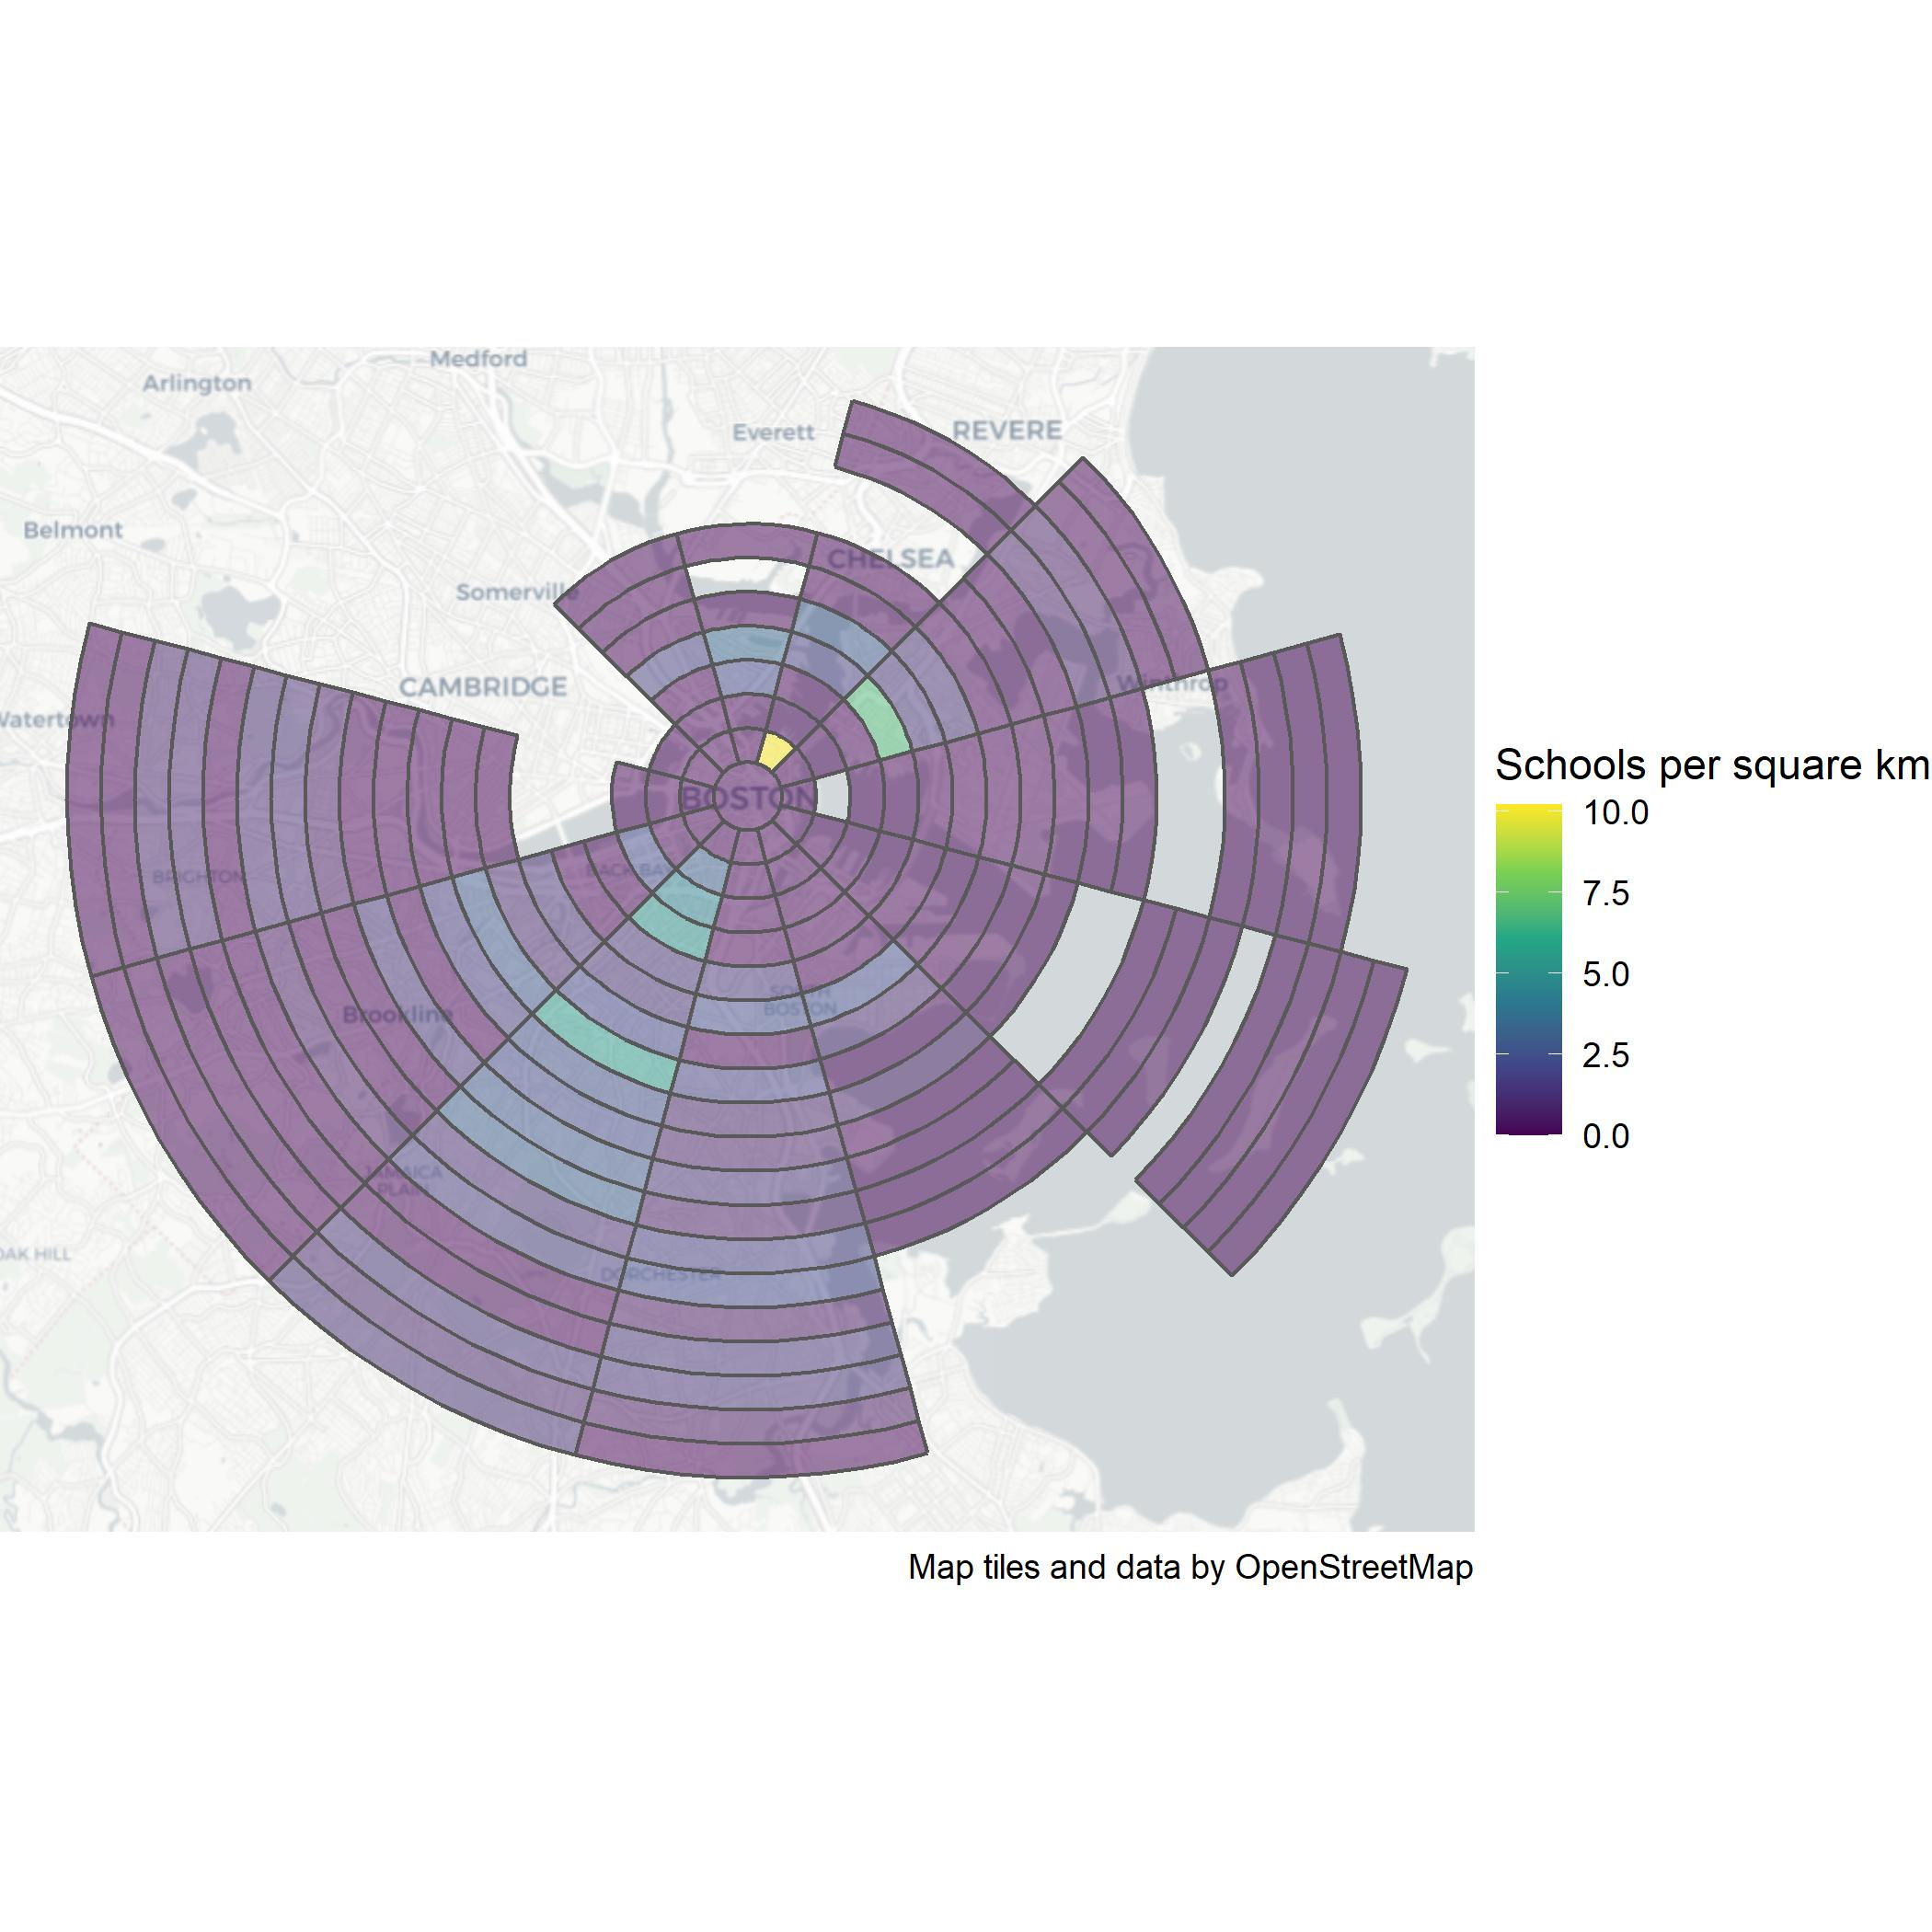 Medford
Arlington
Everett
REVERE
Belmont
CHELSEA
Somerville
CAMBRIDGE
Winthrop
Watertown
BOSTON
BACK BAY
BRIGHTON
SOUTH
BOSTON
Brookline
JAMAICA
PLAIN
OAK HILL
DORCHESTER
Schools per square km
10.0
7.5
5.0
2.5
0.0
Map tiles and data by OpenStreetMap